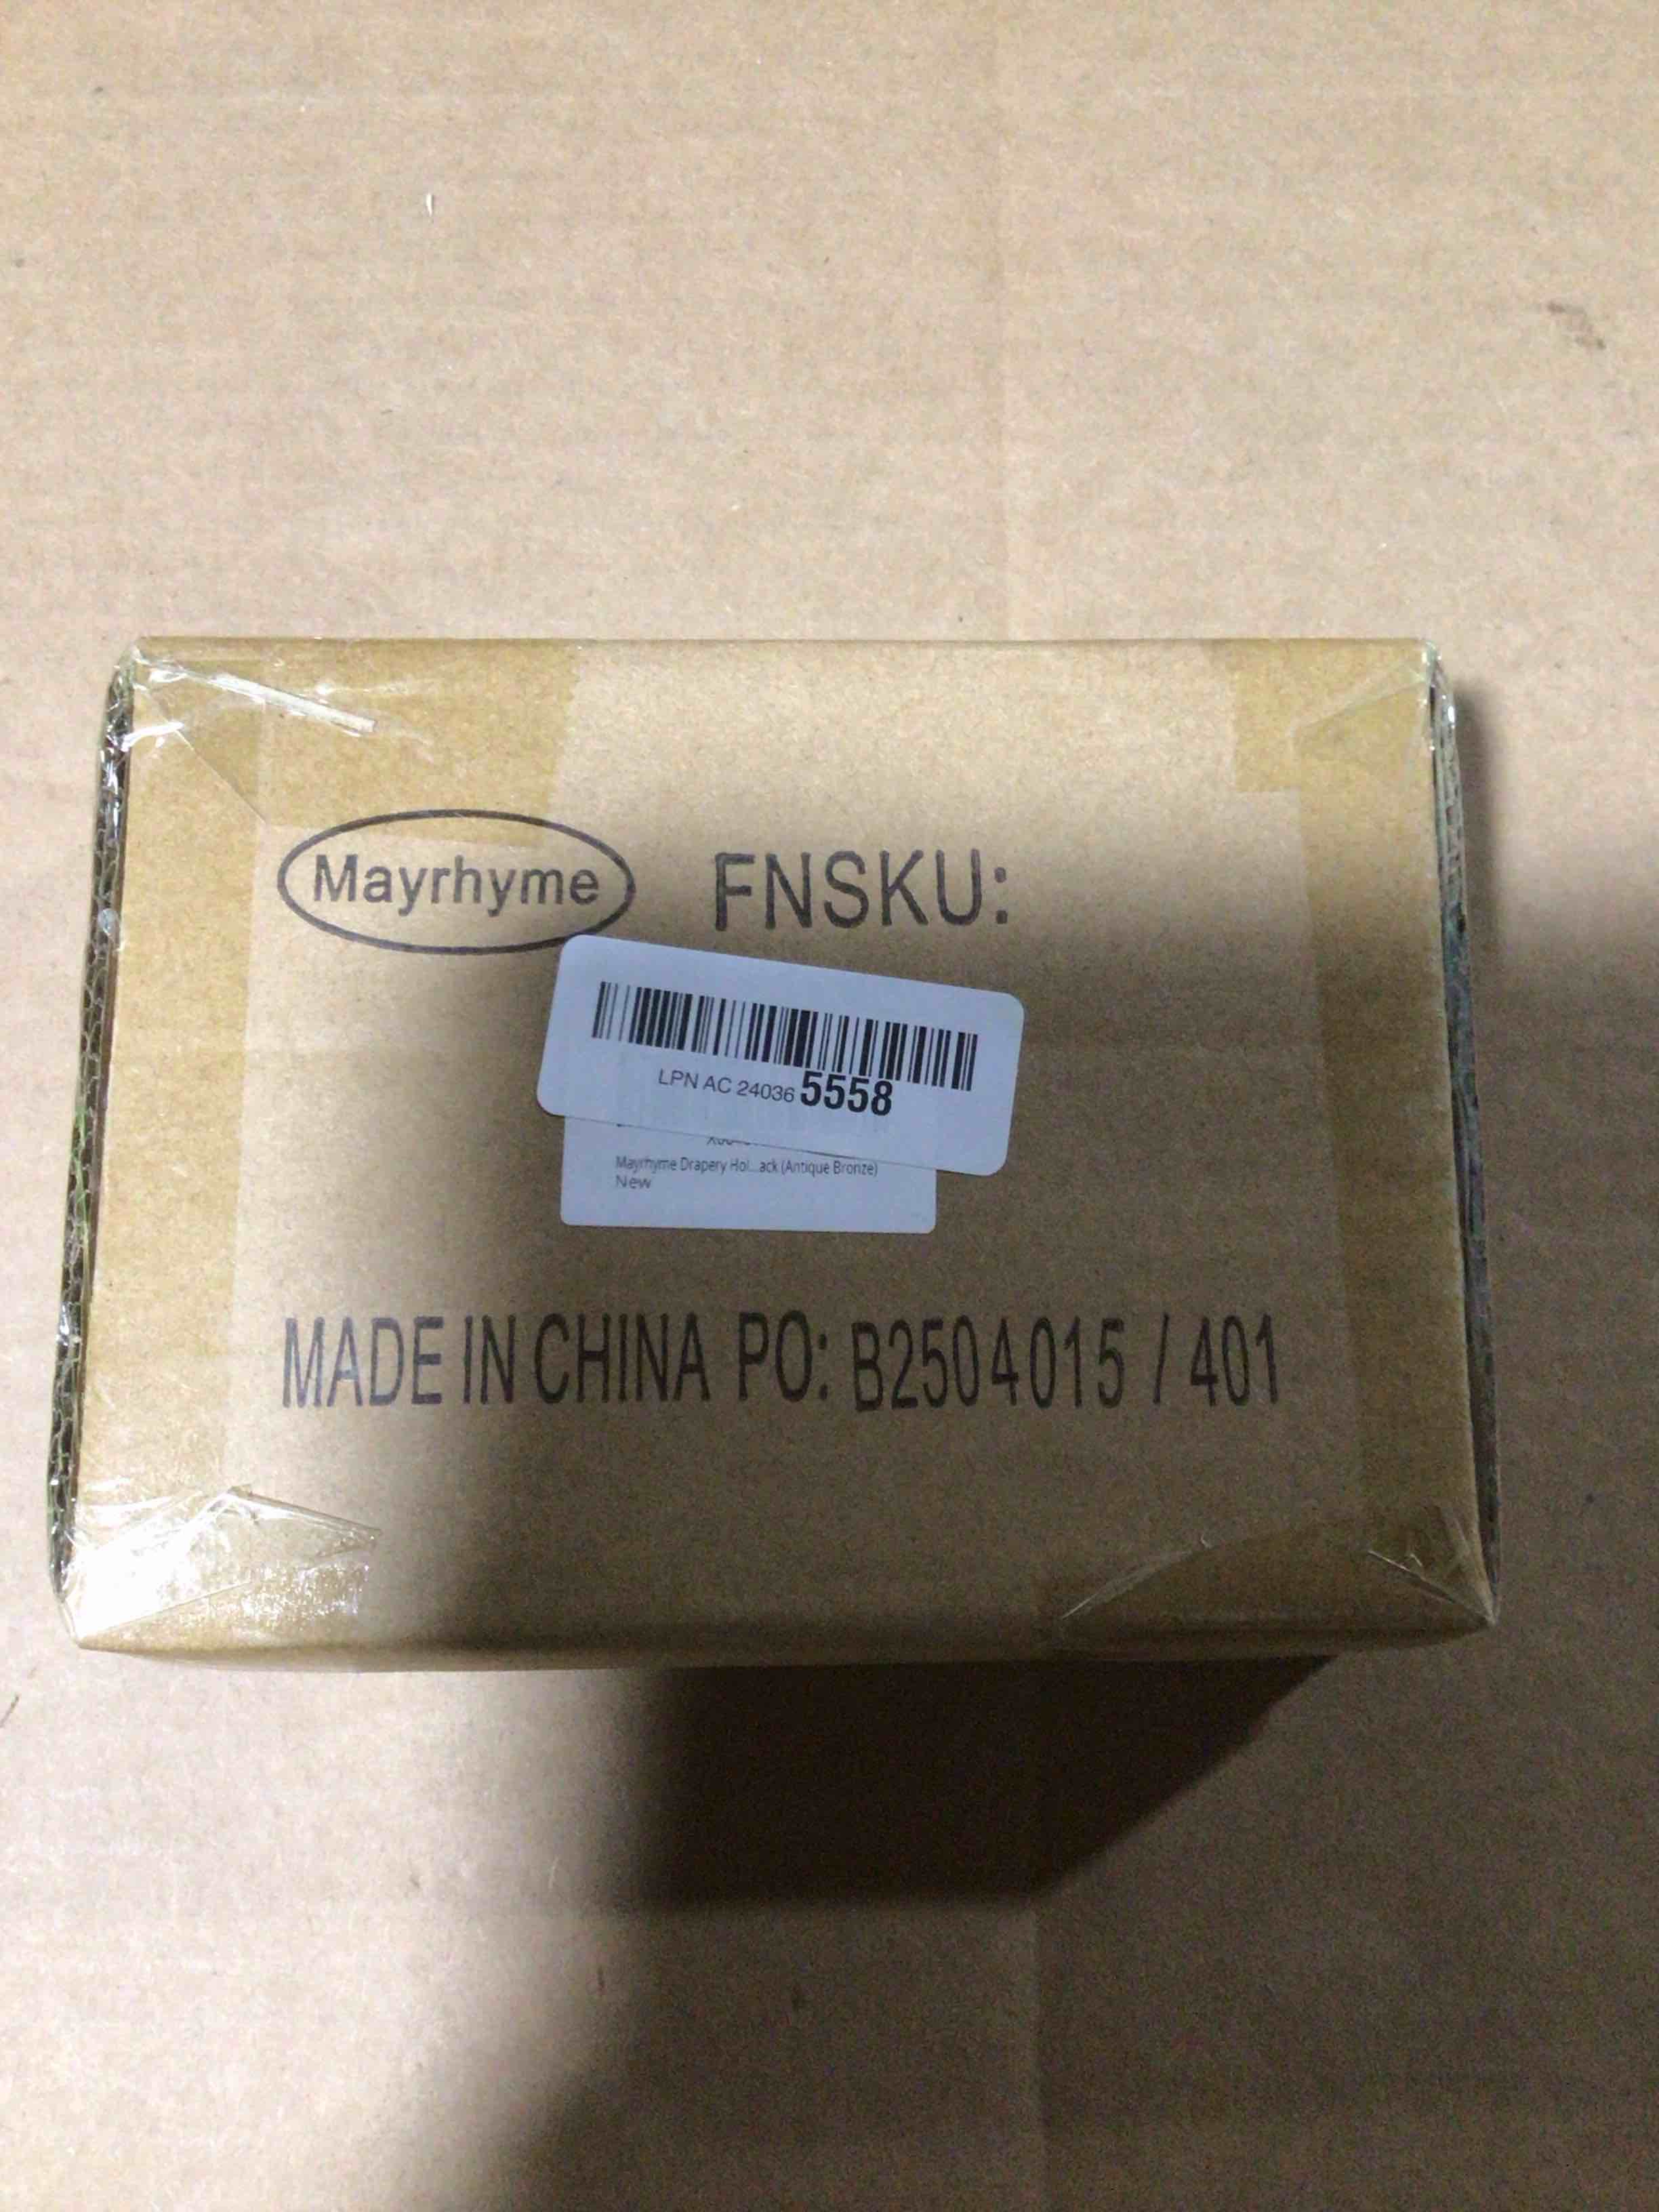 Mayrhyme FNSKU:
LPN AC 24036 5558
Mayrhyme Drapery Hol...ack (Antique Bronze)
New
MADE IN CHINA PO: B2504015 / 401